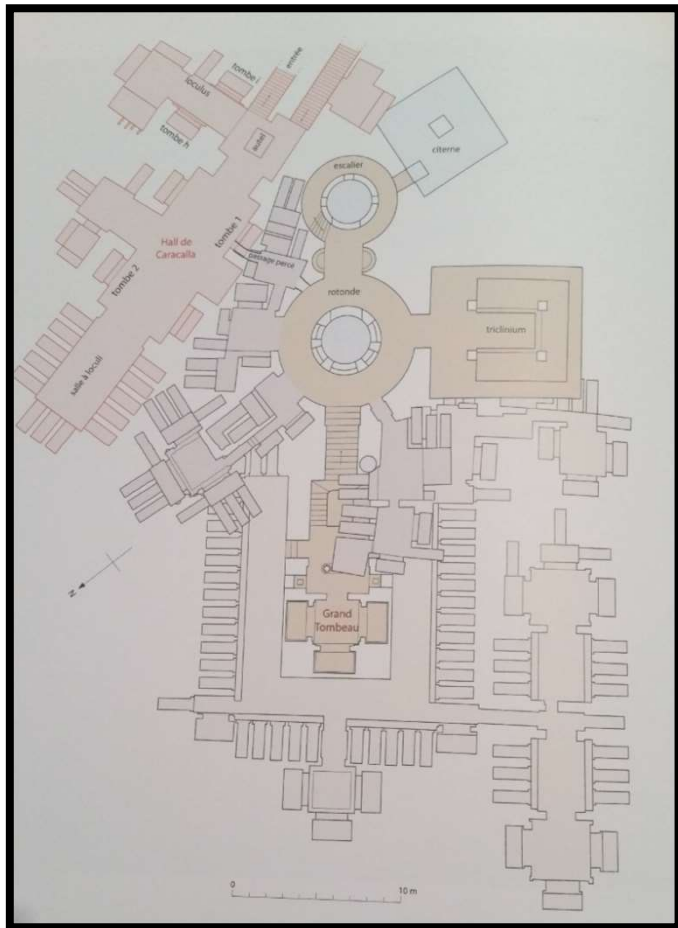 entrée
tombe i
loculus
tombe h
autel
citerne
escalier
Hall de
Caracalla
tombe 1
passage percé
tombe 2
rotonde
triclinium
salle à loculi
N
Grand
Tombeau
0
10 m